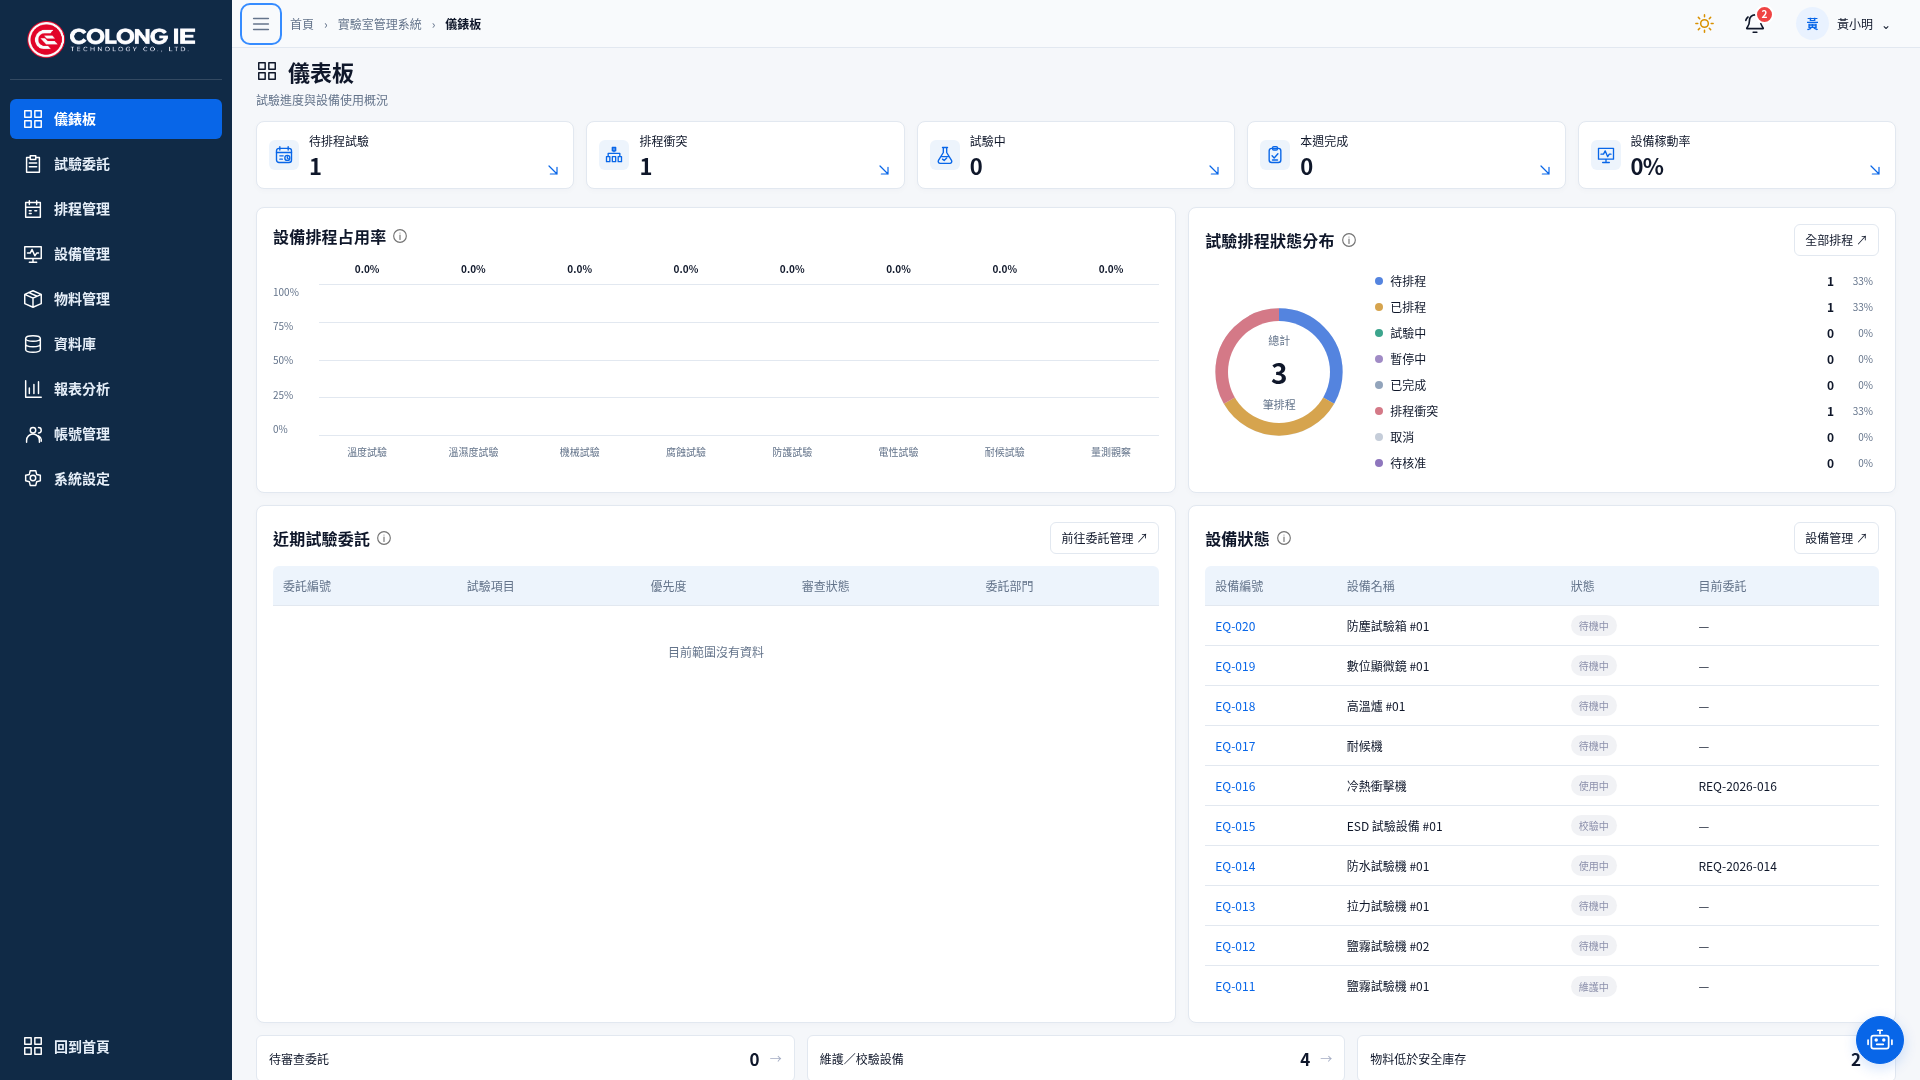 COLONG IE
TECHNOLOGY CO., LTD.
儀錶板
試驗委託
排程管理
設備管理
物料管理
資料庫
報表分析
帳號管理
系統設定
回到首頁
首頁 › 實驗室管理系統 › 儀錶板
2
黃 黃小明
儀表板
試驗進度與設備使用概況
待排程試驗
1
排程衝突
1
試驗中
0
本週完成
0
設備稼動率
0%
設備排程占用率
0.0% 0.0% 0.0% 0.0% 0.0% 0.0% 0.0% 0.0%
100%
75%
50%
25%
0%
溫度試驗 溫濕度試驗 機械試驗 腐蝕試驗 防護試驗 電性試驗 耐候試驗 量測觀察
試驗排程狀態分布
全部排程 ↗
總計
3
筆排程
待排程 1 33%
已排程 1 33%
試驗中 0 0%
暫停中 0 0%
已完成 0 0%
排程衝突 1 33%
取消 0 0%
待核准 0 0%
近期試驗委託
前往委託管理 ↗
委託編號 試驗項目 優先度 審查狀態 委託部門
目前範圍沒有資料
設備狀態
設備管理 ↗
設備編號 設備名稱 狀態 目前委託
EQ-020 防塵試驗箱 #01 待機中 —
EQ-019 數位顯微鏡 #01 待機中 —
EQ-018 高溫爐 #01 待機中 —
EQ-017 耐候機 待機中 —
EQ-016 冷熱衝擊機 使用中 REQ-2026-016
EQ-015 ESD 試驗設備 #01 校驗中 —
EQ-014 防水試驗機 #01 使用中 REQ-2026-014
EQ-013 拉力試驗機 #01 待機中 —
EQ-012 鹽霧試驗機 #02 待機中 —
EQ-011 鹽霧試驗機 #01 維護中 —
待審查委託 0 →
維護／校驗設備 4 →
物料低於安全庫存 2